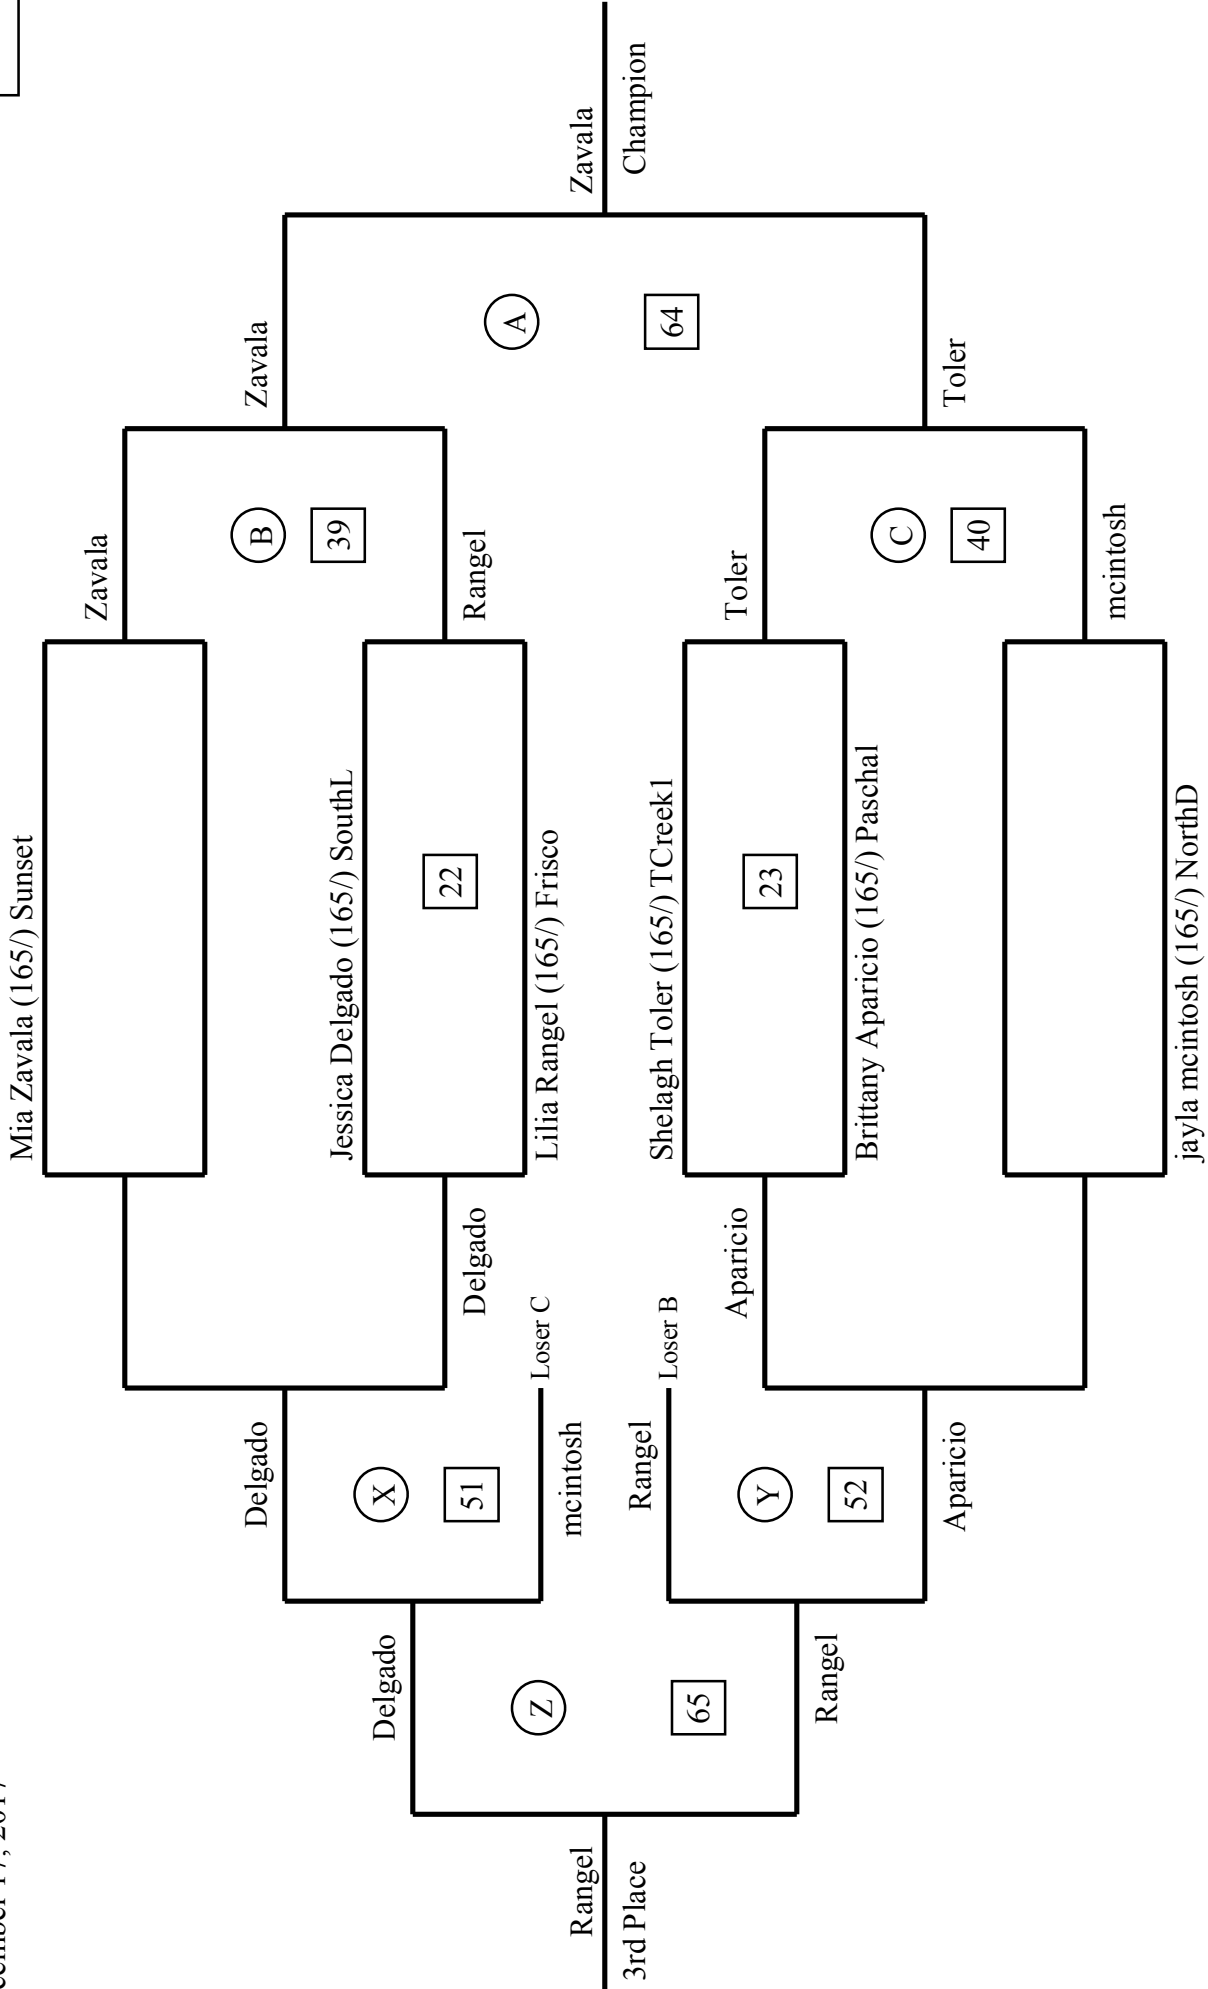 Mia Zavala (165/) Sunset
Zavala
Delgado
Zavala
B
Jessica Delgado (165/) SouthL
39
Delgado
X
22
51
Delgado
Rangel
A
Z
Loser C
Lilia Rangel (165/) Frisco
mcintosh
Rangel
Zavala
3rd Place
Champion
Rangel
Loser B
Shelagh Toler (165/) TCreek1
64
65
Aparicio
Toler
Y
23
Rangel
52
Brittany Aparicio (165/) Paschal
C
Aparicio
Toler
40
mcintosh
jayla mcintosh (165/) NorthD